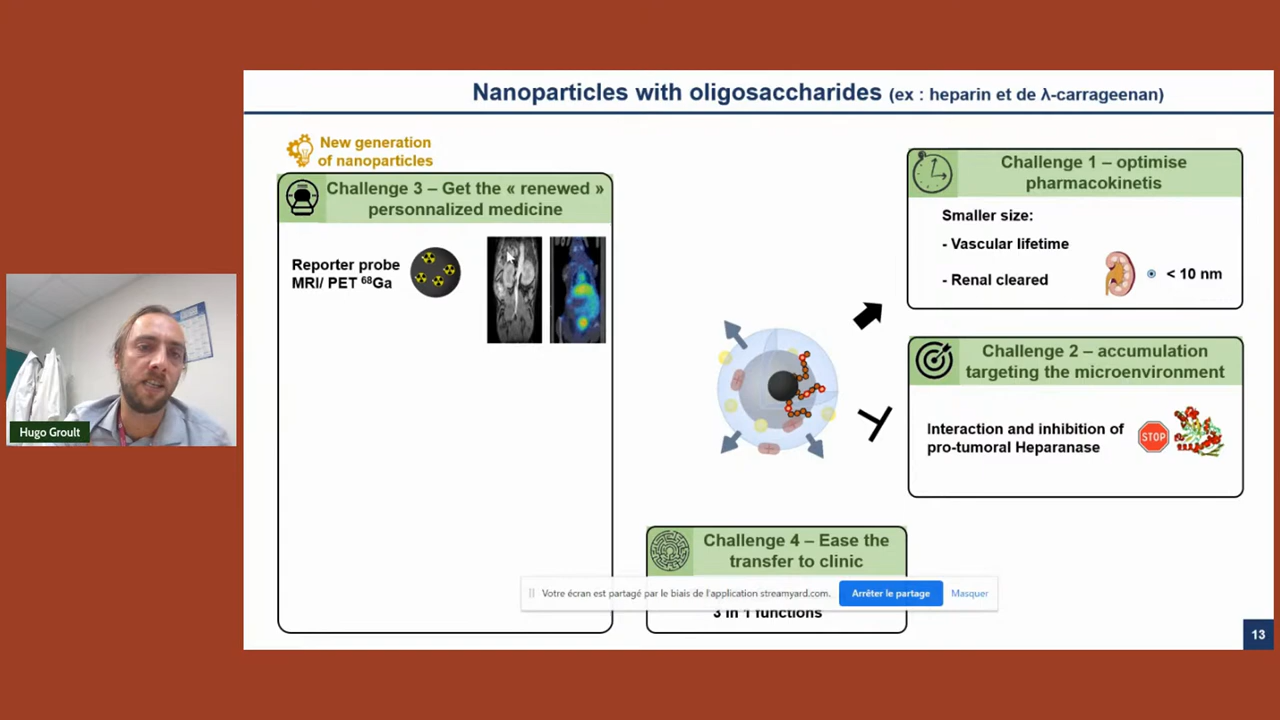 Nanoparticles with oligosaccharides (ex : heparin et de λ-carrageenan)
New generation
of nanoparticles
Challenge 3 – Get the « renewed »
personnalized medicine
Reporter probe
MRI/ PET ⁶⁸Ga
Challenge 1 – optimise
pharmacokinetis
Smaller size:
- Vascular lifetime
- Renal cleared
< 10 nm
Challenge 2 – accumulation
targeting the microenvironment
Interaction and inhibition of
pro-tumoral Heparanase
STOP
Challenge 4 – Ease the
transfer to clinic
Votre écran est partagé par le biais de l'application streamyard.com. Arrêter le partage Masquer
3 in 1 functions
Hugo Groult
13